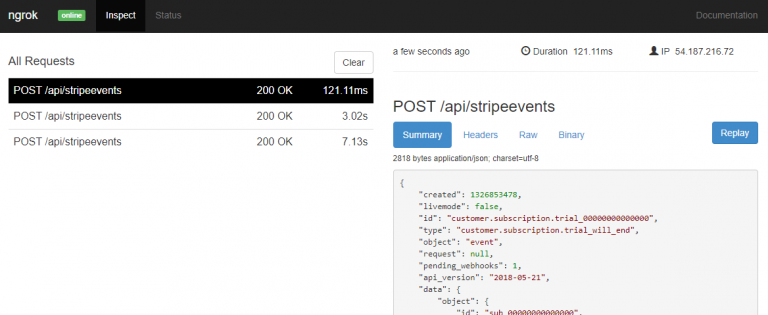 ngrok online Inspect Status Documentation
All Requests Clear
POST /api/stripeevents 200 OK 121.11ms
POST /api/stripeevents 200 OK 3.02s
POST /api/stripeevents 200 OK 7.13s
a few seconds ago Duration 121.11ms IP 54.187.216.72
POST /api/stripeevents
Summary Headers Raw Binary Replay
2818 bytes application/json; charset=utf-8
{
"created": 1326853478,
"livemode": false,
"id": "customer.subscription.trial_00000000000000",
"type": "customer.subscription.trial_will_end",
"object": "event",
"request": null,
"pending_webhooks": 1,
"api_version": "2018-05-21",
"data": {
"object": {
"id": "sub_00000000000000",